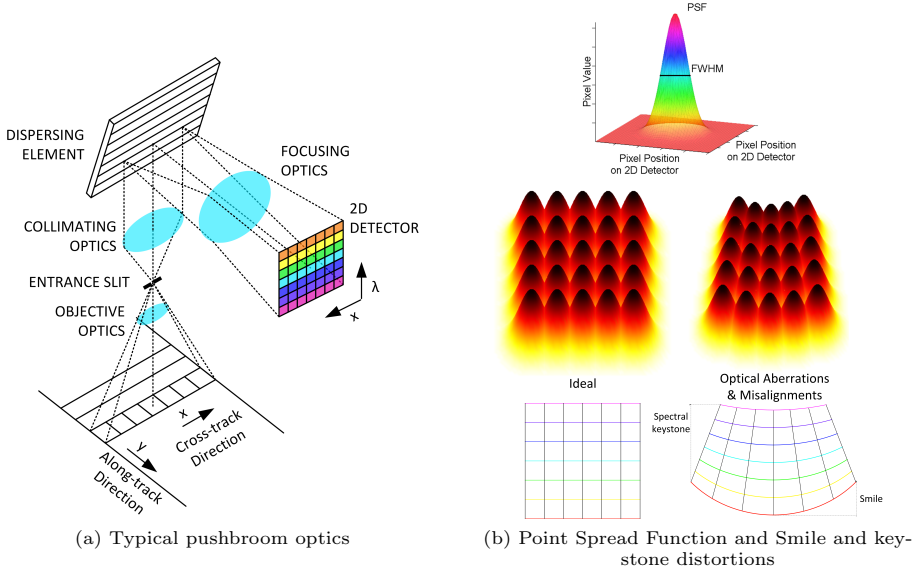 DISPERSING
ELEMENT
FOCUSING
OPTICS
2D
DETECTOR
COLLIMATING
OPTICS
ENTRANCE SLIT
OBJECTIVE
OPTICS
λ
x
x
Cross-track
Direction
y
Along-track
Direction
(a) Typical pushbroom optics
PSF
FWHM
Pixel Value
Pixel Position
on 2D Detector
Pixel Position
on 2D Detector
Ideal
Optical Aberrations
& Misalignments
Spectral
keystone
Smile
(b) Point Spread Function and Smile and key-
stone distortions